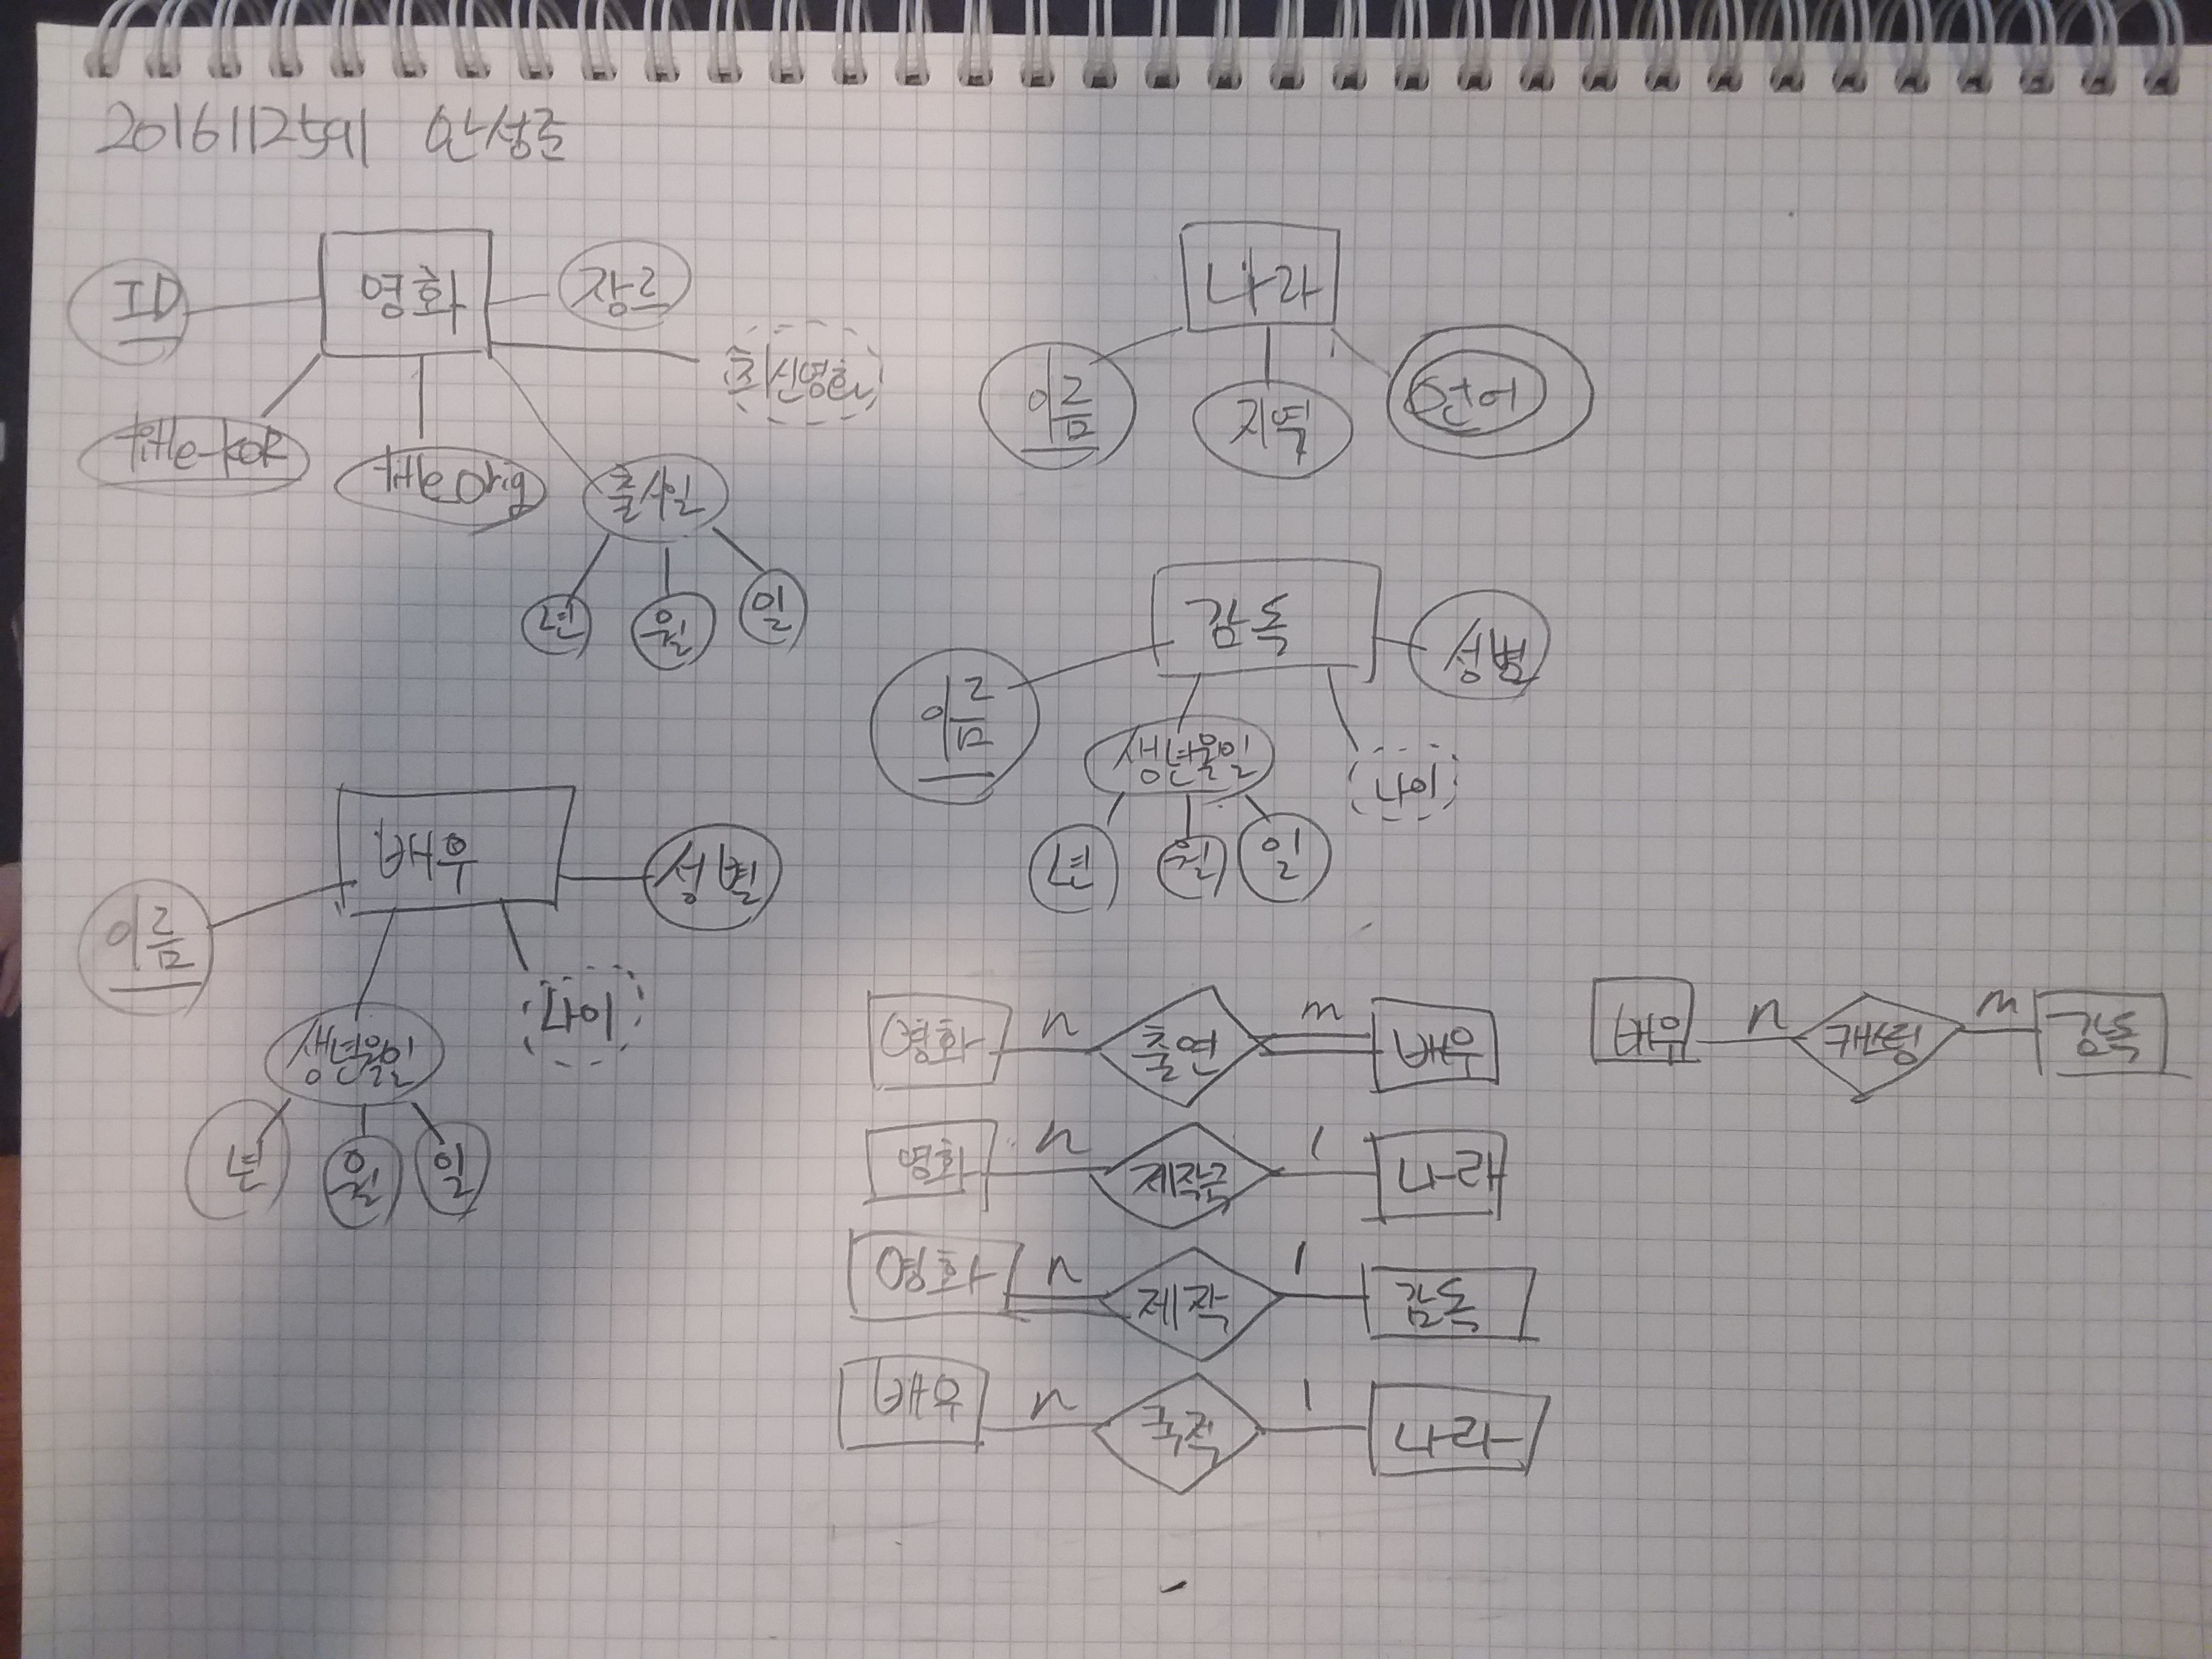 2016112591 안성준
영화
ID
장르
최신영화
title-KOR
title_orig
출시일
년 월 일
나라
이름
지역
언어
감독
이름
성별
생년월일
나이
년 월 일
배우
이름
성별
생년월일
나이
년 월 일
영화 n 출연 m 배우
배우 n 캐스팅 m 감독
영화 n 제작국 1 나라
영화 n 제작 1 감독
배우 n 국적 1 나라